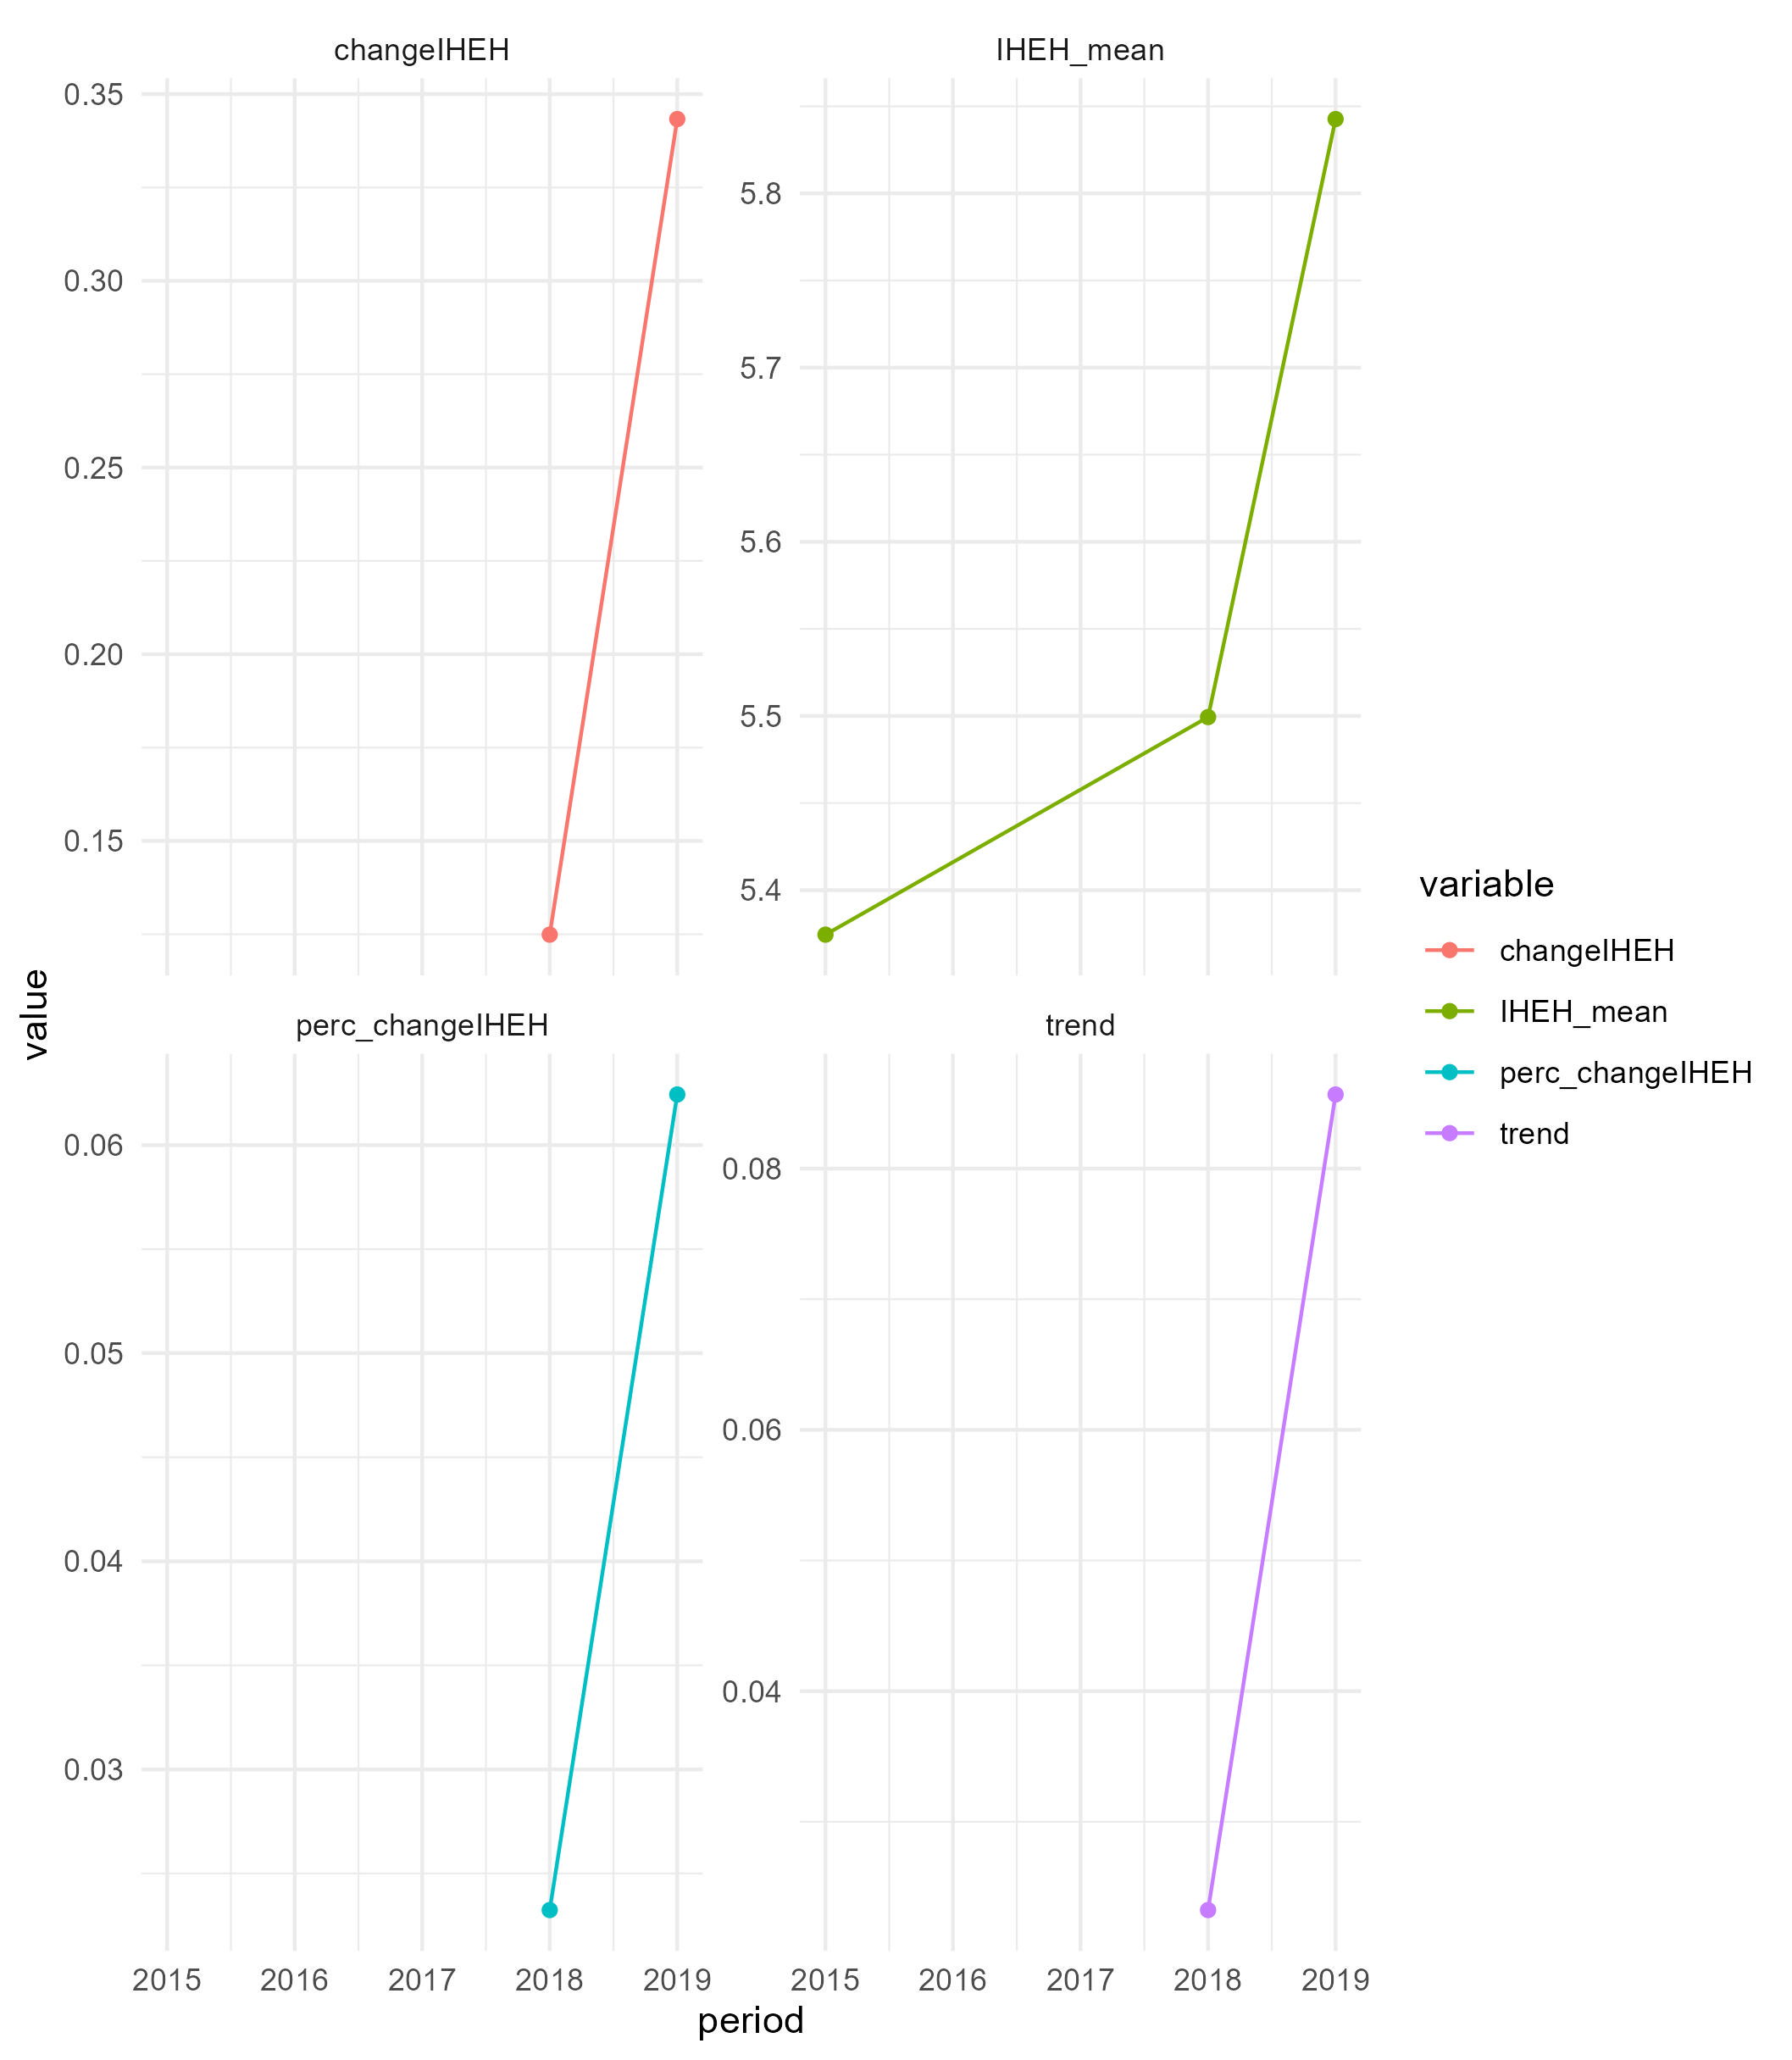 changeIHEH
IHEH_mean
0.35
0.30
0.25
0.20
0.15
5.8
5.7
5.6
5.5
5.4
value
perc_changeIHEH
trend
0.06
0.05
0.04
0.03
0.08
0.06
0.04
2015 2016 2017 2018 2019
2015 2016 2017 2018 2019
period
variable
changeIHEH
IHEH_mean
perc_changeIHEH
trend